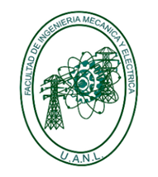 FACULTAD DE INGENIERIA MECANICA Y ELECTRICA
U.A.N.L.